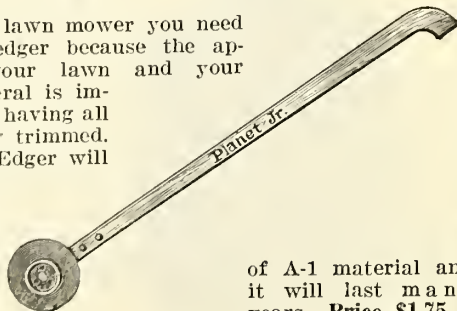 lawn mower you need
edger because the ap-
your lawn and your
eral is im-
having all
trimmed.
Edger will
Planet Jr.
of A-1 material an
it will last man
years. Price $1.75